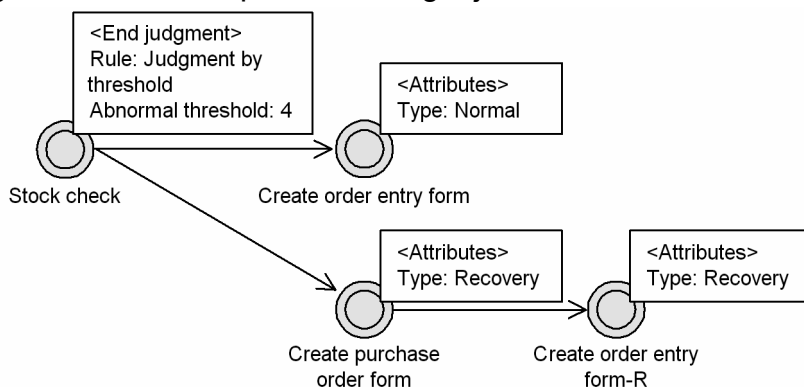 <End judgment>
Rule: Judgment by
threshold
Abnormal threshold: 4
<Attributes>
Type: Normal
Stock check
Create order entry form
<Attributes>
Type: Recovery
<Attributes>
Type: Recovery
Create purchase
order form
Create order entry
form-R